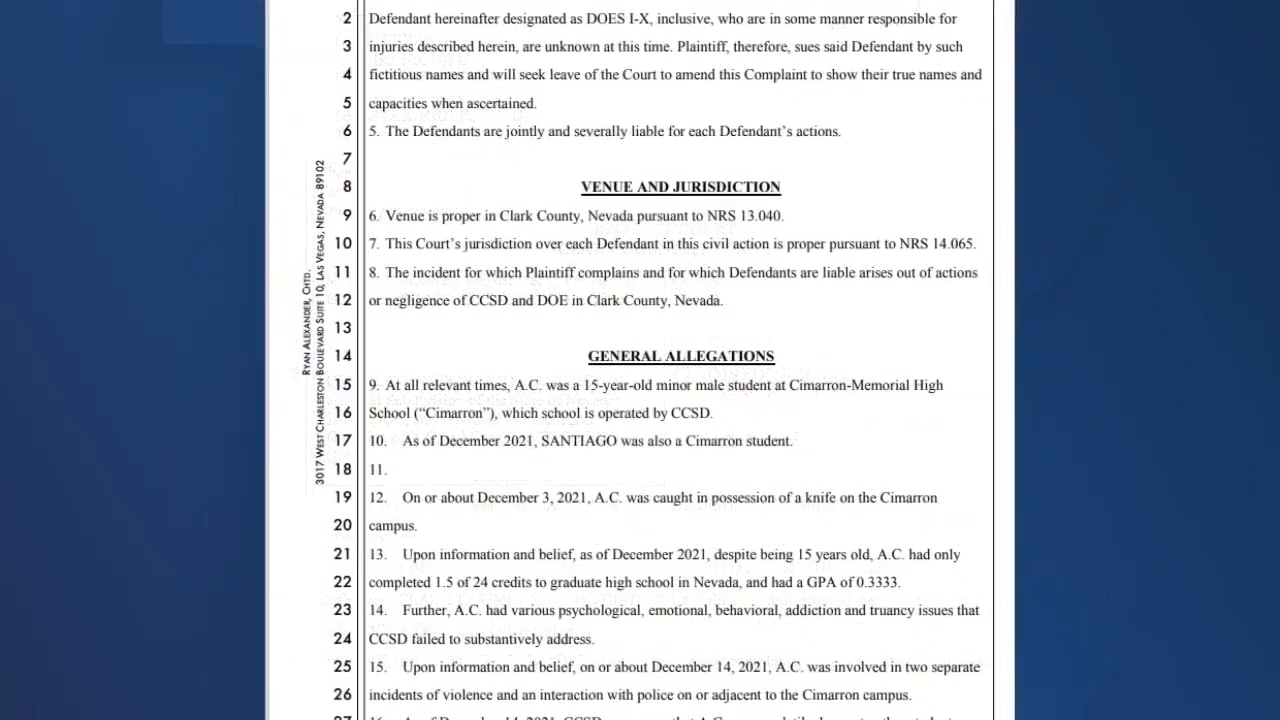 2 Defendant hereinafter designated as DOES I-X, inclusive, who are in some manner responsible for
3 injuries described herein, are unknown at this time. Plaintiff, therefore, sues said Defendant by such
4 fictitious names and will seek leave of the Court to amend this Complaint to show their true names and
5 capacities when ascertained.
6 5. The Defendants are jointly and severally liable for each Defendant's actions.
7
8 VENUE AND JURISDICTION
9 6. Venue is proper in Clark County, Nevada pursuant to NRS 13.040.
10 7. This Court's jurisdiction over each Defendant in this civil action is proper pursuant to NRS 14.065.
11 8. The incident for which Plaintiff complains and for which Defendants are liable arises out of actions
12 or negligence of CCSD and DOE in Clark County, Nevada.
13
14 GENERAL ALLEGATIONS
15 9. At all relevant times, A.C. was a 15-year-old minor male student at Cimarron-Memorial High
16 School ("Cimarron"), which school is operated by CCSD.
17 10. As of December 2021, SANTIAGO was also a Cimarron student.
18 11.
19 12. On or about December 3, 2021, A.C. was caught in possession of a knife on the Cimarron
20 campus.
21 13. Upon information and belief, as of December 2021, despite being 15 years old, A.C. had only
22 completed 1.5 of 24 credits to graduate high school in Nevada, and had a GPA of 0.3333.
23 14. Further, A.C. had various psychological, emotional, behavioral, addiction and truancy issues that
24 CCSD failed to substantively address.
25 15. Upon information and belief, on or about December 14, 2021, A.C. was involved in two separate
26 incidents of violence and an interaction with police on or adjacent to the Cimarron campus.
RYAN ALEXANDER, CHTD.
3017 WEST CHARLESTON BOULEVARD SUITE 10, LAS VEGAS, NEVADA 89102